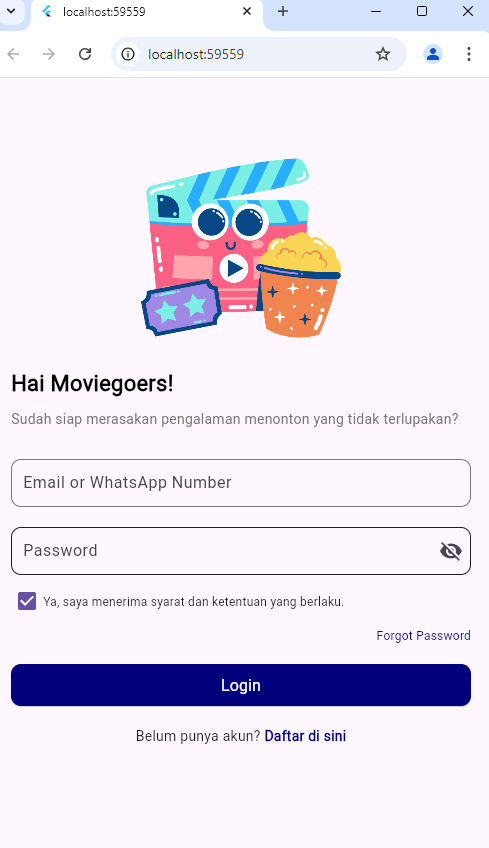 localhost:59559
localhost:59559
Hai Moviegoers!
Sudah siap merasakan pengalaman menonton yang tidak terlupakan?
Email or WhatsApp Number
Password
Ya, saya menerima syarat dan ketentuan yang berlaku.
Forgot Password
Login
Belum punya akun? Daftar di sini